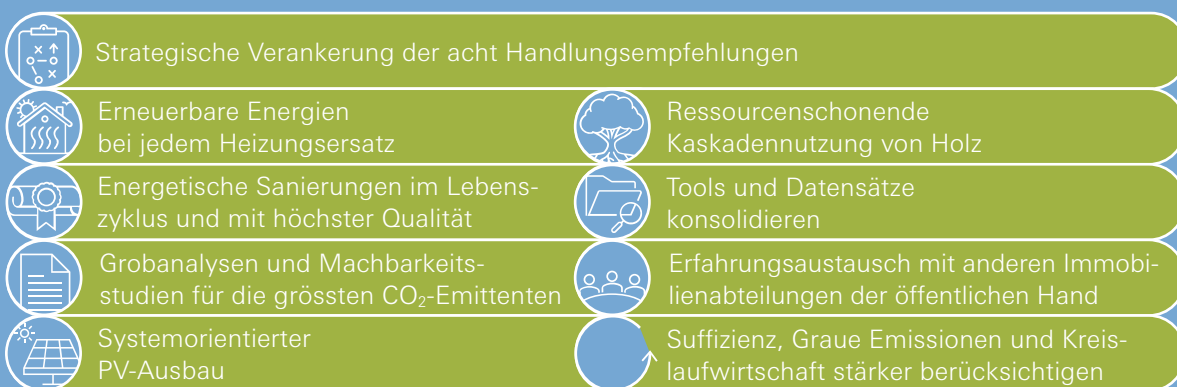 Strategische Verankerung der acht Handlungsempfehlungen
Erneuerbare Energien
bei jedem Heizungsersatz
Ressourcenschonende
Kaskadennutzung von Holz
Energetische Sanierungen im Lebens-
zyklus und mit höchster Qualität
Tools und Datensätze
konsolidieren
Grobanalysen und Machbarkeits-
studien für die grössten CO₂-Emittenten
Erfahrungsaustausch mit anderen Immobi-
lienabteilungen der öffentlichen Hand
Systemorientierter
PV-Ausbau
Suffizienz, Graue Emissionen und Kreis-
laufwirtschaft stärker berücksichtigen